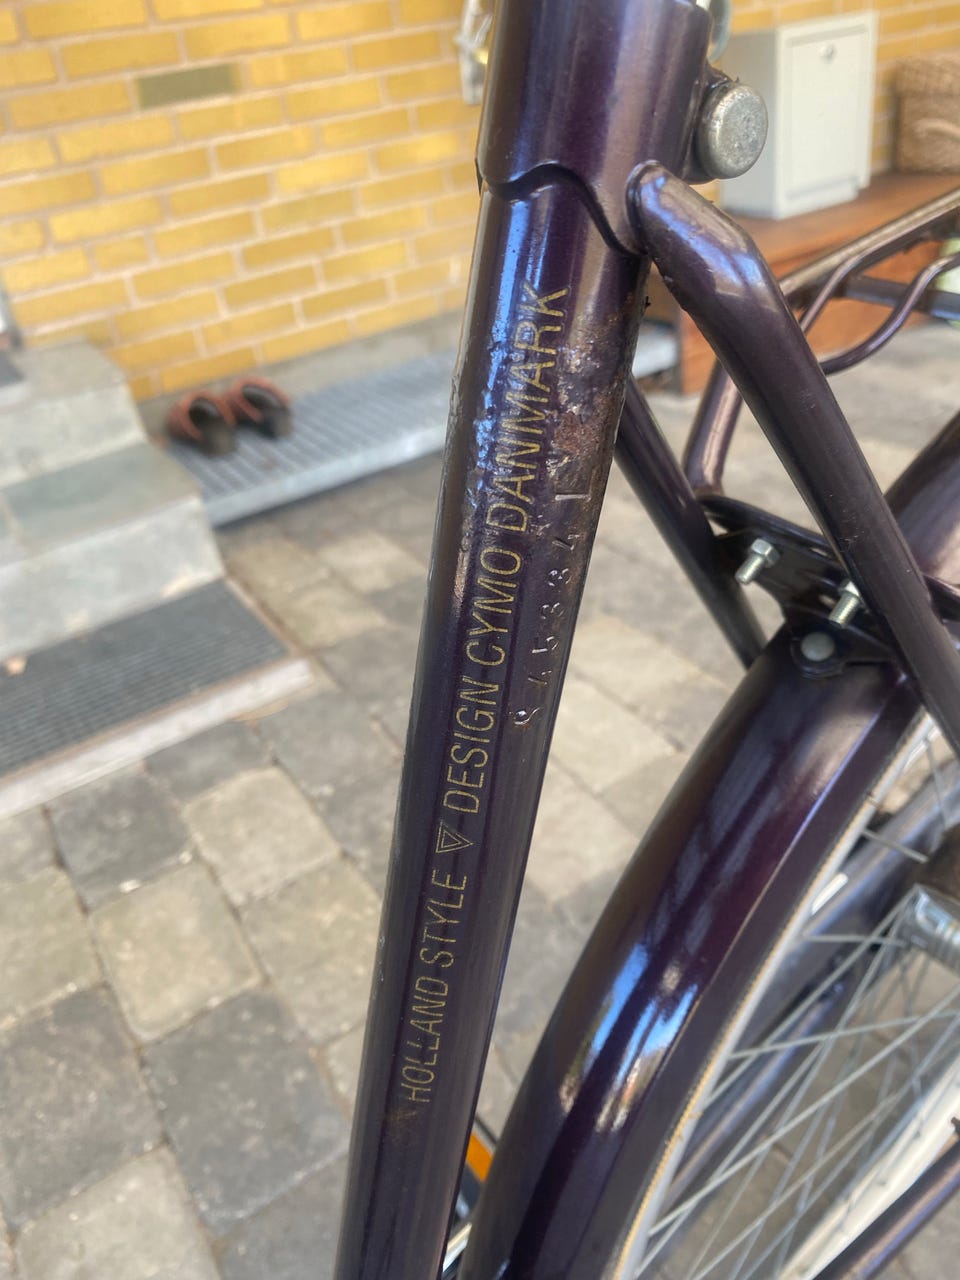 HOLLAND STYLE ▽ DESIGN CYMO DANMARK